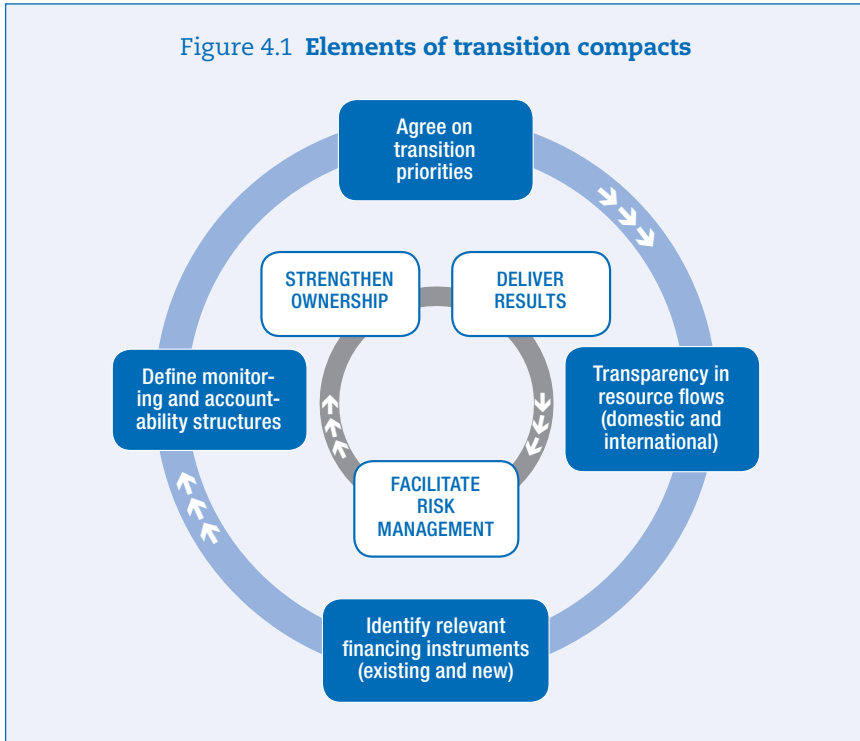 Figure 4.1 Elements of transition compacts
Agree on
transition
priorities
STRENGTHEN
OWNERSHIP
DELIVER
RESULTS
Define monitor-
ing and account-
ability structures
Transparency in
resource flows
(domestic and
international)
FACILITATE
RISK
MANAGEMENT
Identify relevant
financing instruments
(existing and new)